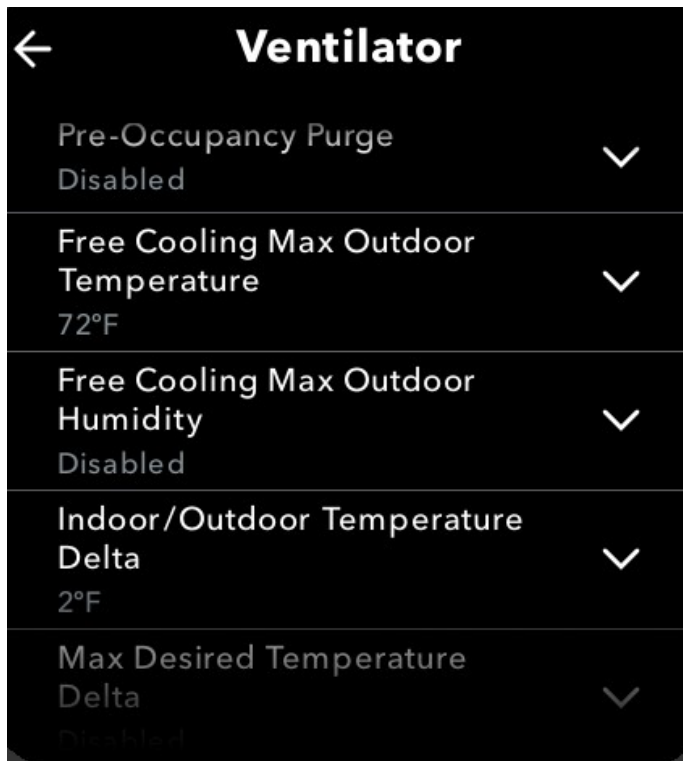 Ventilator
Pre-Occupancy Purge
Disabled
Free Cooling Max Outdoor
Temperature
72°F
Free Cooling Max Outdoor
Humidity
Disabled
Indoor/Outdoor Temperature
Delta
2°F
Max Desired Temperature
Delta
Disabled